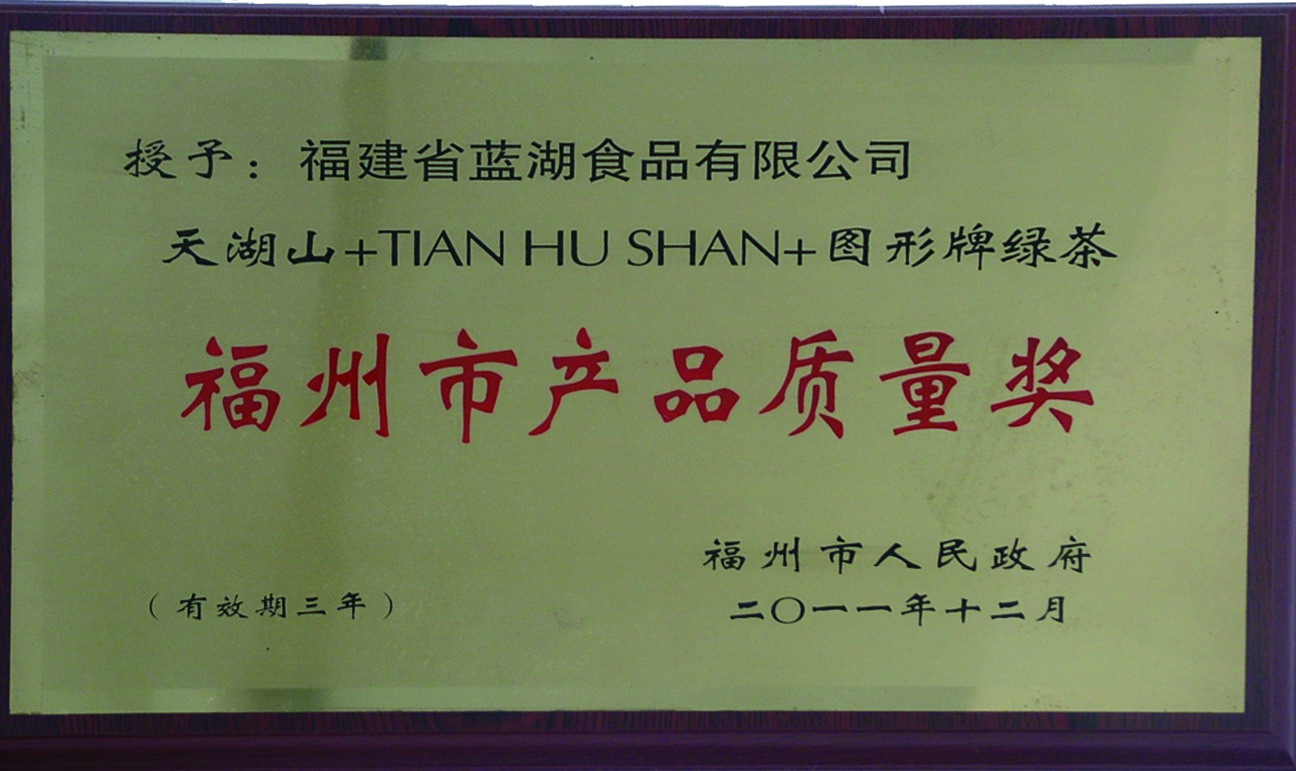 授予：福建省蓝湖食品有限公司
天湖山+TIAN HU SHAN+图形牌绿茶
福州市产品质量奖
福州市人民政府
（有效期三年）
二〇一一年十二月